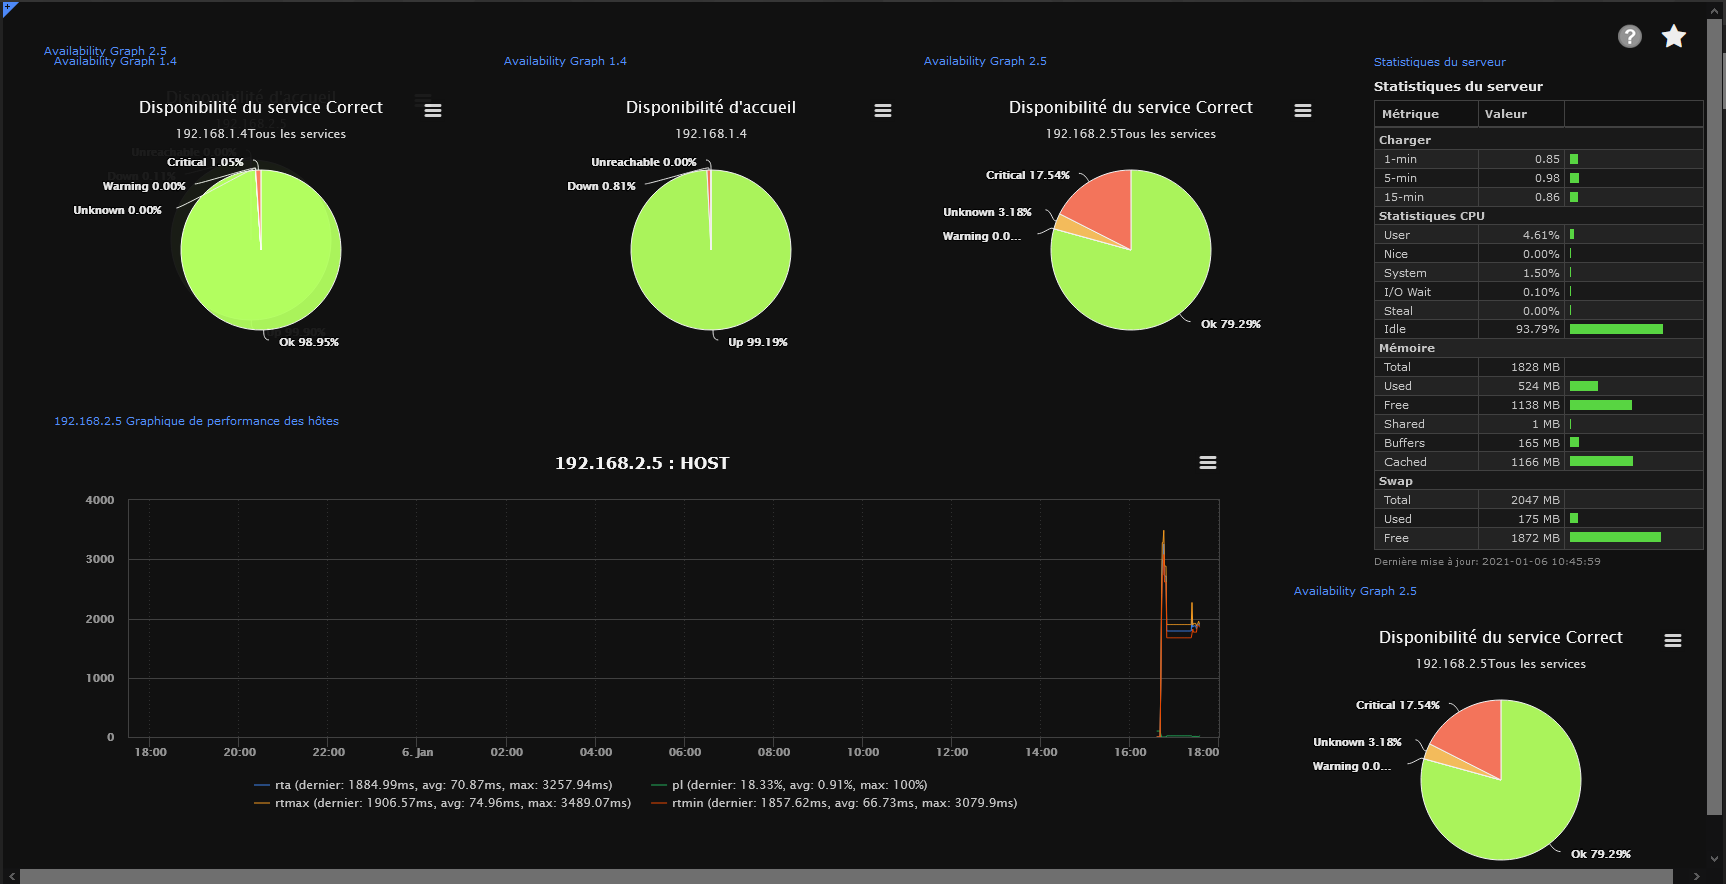 Availability Graph 2.5
Availability Graph 1.4
Disponibilité d'accueil
192.168.2.5
Unreachable 0.00%
Down 0.11%
Disponibilité du service Correct
192.168.1.4Tous les services
Critical 1.05%
Warning 0.00%
Unknown 0.00%
Ok 98.95%
Availability Graph 1.4
Disponibilité d'accueil
192.168.1.4
Unreachable 0.00%
Down 0.81%
Up 99.19%
Availability Graph 2.5
Disponibilité du service Correct
192.168.2.5Tous les services
Critical 17.54%
Unknown 3.18%
Warning 0.0...
Ok 79.29%
?
Statistiques du serveur
Statistiques du serveur
Métrique Valeur
Charger
1-min 0.85
5-min 0.98
15-min 0.86
Statistiques CPU
User 4.61%
Nice 0.00%
System 1.50%
I/O Wait 0.10%
Steal 0.00%
Idle 93.79%
Mémoire
Total 1828 MB
Used 524 MB
Free 1138 MB
Shared 1 MB
Buffers 165 MB
Cached 1166 MB
Swap
Total 2047 MB
Used 175 MB
Free 1872 MB
Dernière mise à jour: 2021-01-06 10:45:59
192.168.2.5 Graphique de performance des hôtes
192.168.2.5 : HOST
4000
3000
2000
1000
0
18:00 20:00 22:00 6. Jan 02:00 04:00 06:00 08:00 10:00 12:00 14:00 16:00 18:00
rta (dernier: 1884.99ms, avg: 70.87ms, max: 3257.94ms) pl (dernier: 18.33%, avg: 0.91%, max: 100%)
rtmax (dernier: 1906.57ms, avg: 74.96ms, max: 3489.07ms) rtmin (dernier: 1857.62ms, avg: 66.73ms, max: 3079.9ms)
Availability Graph 2.5
Disponibilité du service Correct
192.168.2.5Tous les services
Critical 17.54%
Unknown 3.18%
Warning 0.0...
Ok 79.29%